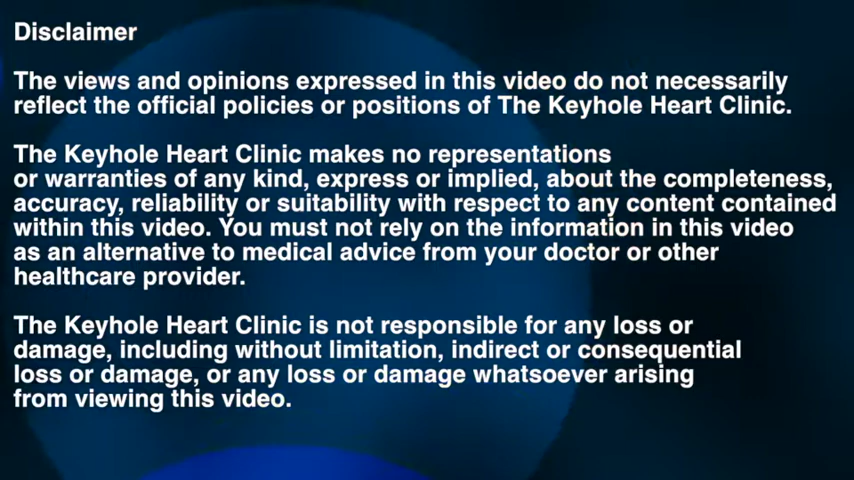 Disclaimer
The views and opinions expressed in this video do not necessarily
reflect the official policies or positions of The Keyhole Heart Clinic.
The Keyhole Heart Clinic makes no representations
or warranties of any kind, express or implied, about the completeness,
accuracy, reliability or suitability with respect to any content contained
within this video. You must not rely on the information in this video
as an alternative to medical advice from your doctor or other
healthcare provider.
The Keyhole Heart Clinic is not responsible for any loss or
damage, including without limitation, indirect or consequential
loss or damage, or any loss or damage whatsoever arising
from viewing this video.